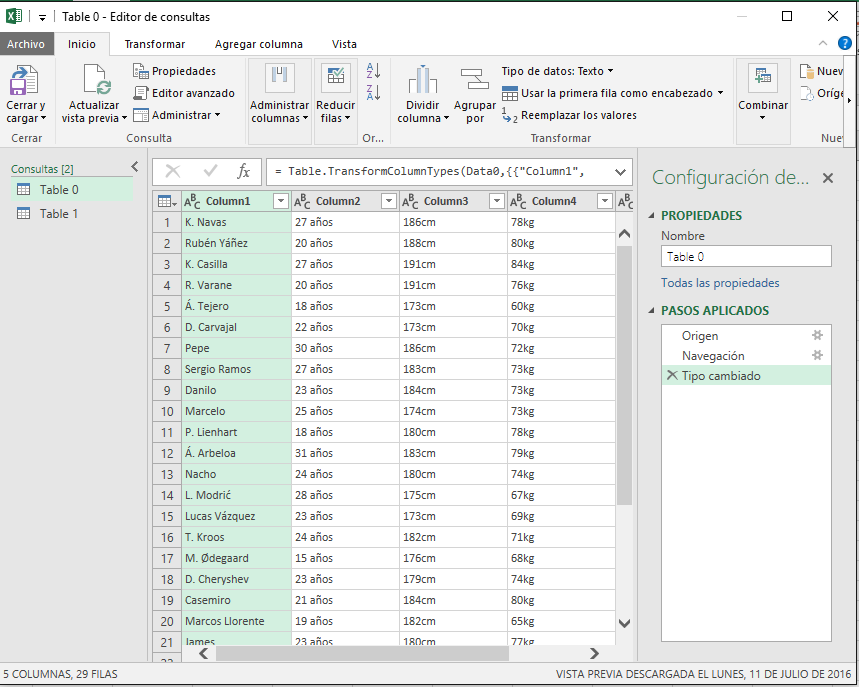 Table 0 - Editor de consultas
Archivo Inicio Transformar Agregar columna Vista
Cerrar y cargar
Cerrar
Actualizar vista previa
Propiedades
Editor avanzado
Administrar
Consulta
Administrar columnas
Reducir filas
Or...
Dividir columna
Agrupar por
Tipo de datos: Texto
Usar la primera fila como encabezado
Reemplazar los valores
Transformar
Combinar
Nuev
Oríge
Nuev
Consultas [2]
Table 0
Table 1
fx = Table.TransformColumnTypes(Data0,{{"Column1",
Column1 Column2 Column3 Column4
1 K. Navas 27 años 186cm 78kg
2 Rubén Yáñez 20 años 188cm 80kg
3 K. Casilla 27 años 191cm 84kg
4 R. Varane 20 años 191cm 76kg
5 Á. Tejero 18 años 173cm 60kg
6 D. Carvajal 22 años 173cm 70kg
7 Pepe 30 años 186cm 72kg
8 Sergio Ramos 27 años 183cm 73kg
9 Danilo 23 años 184cm 73kg
10 Marcelo 25 años 174cm 73kg
11 P. Lienhart 18 años 180cm 78kg
12 Á. Arbeloa 31 años 183cm 79kg
13 Nacho 24 años 180cm 74kg
14 L. Modrić 28 años 175cm 67kg
15 Lucas Vázquez 23 años 173cm 69kg
16 T. Kroos 24 años 182cm 71kg
17 M. Ødegaard 15 años 176cm 68kg
18 D. Cheryshev 23 años 179cm 74kg
19 Casemiro 21 años 184cm 80kg
20 Marcos Llorente 19 años 182cm 65kg
21 James 23 años 180cm 77kg
Configuración de...
PROPIEDADES
Nombre
Table 0
Todas las propiedades
PASOS APLICADOS
Origen
Navegación
Tipo cambiado
5 COLUMNAS, 29 FILAS
VISTA PREVIA DESCARGADA EL LUNES, 11 DE JULIO DE 2016